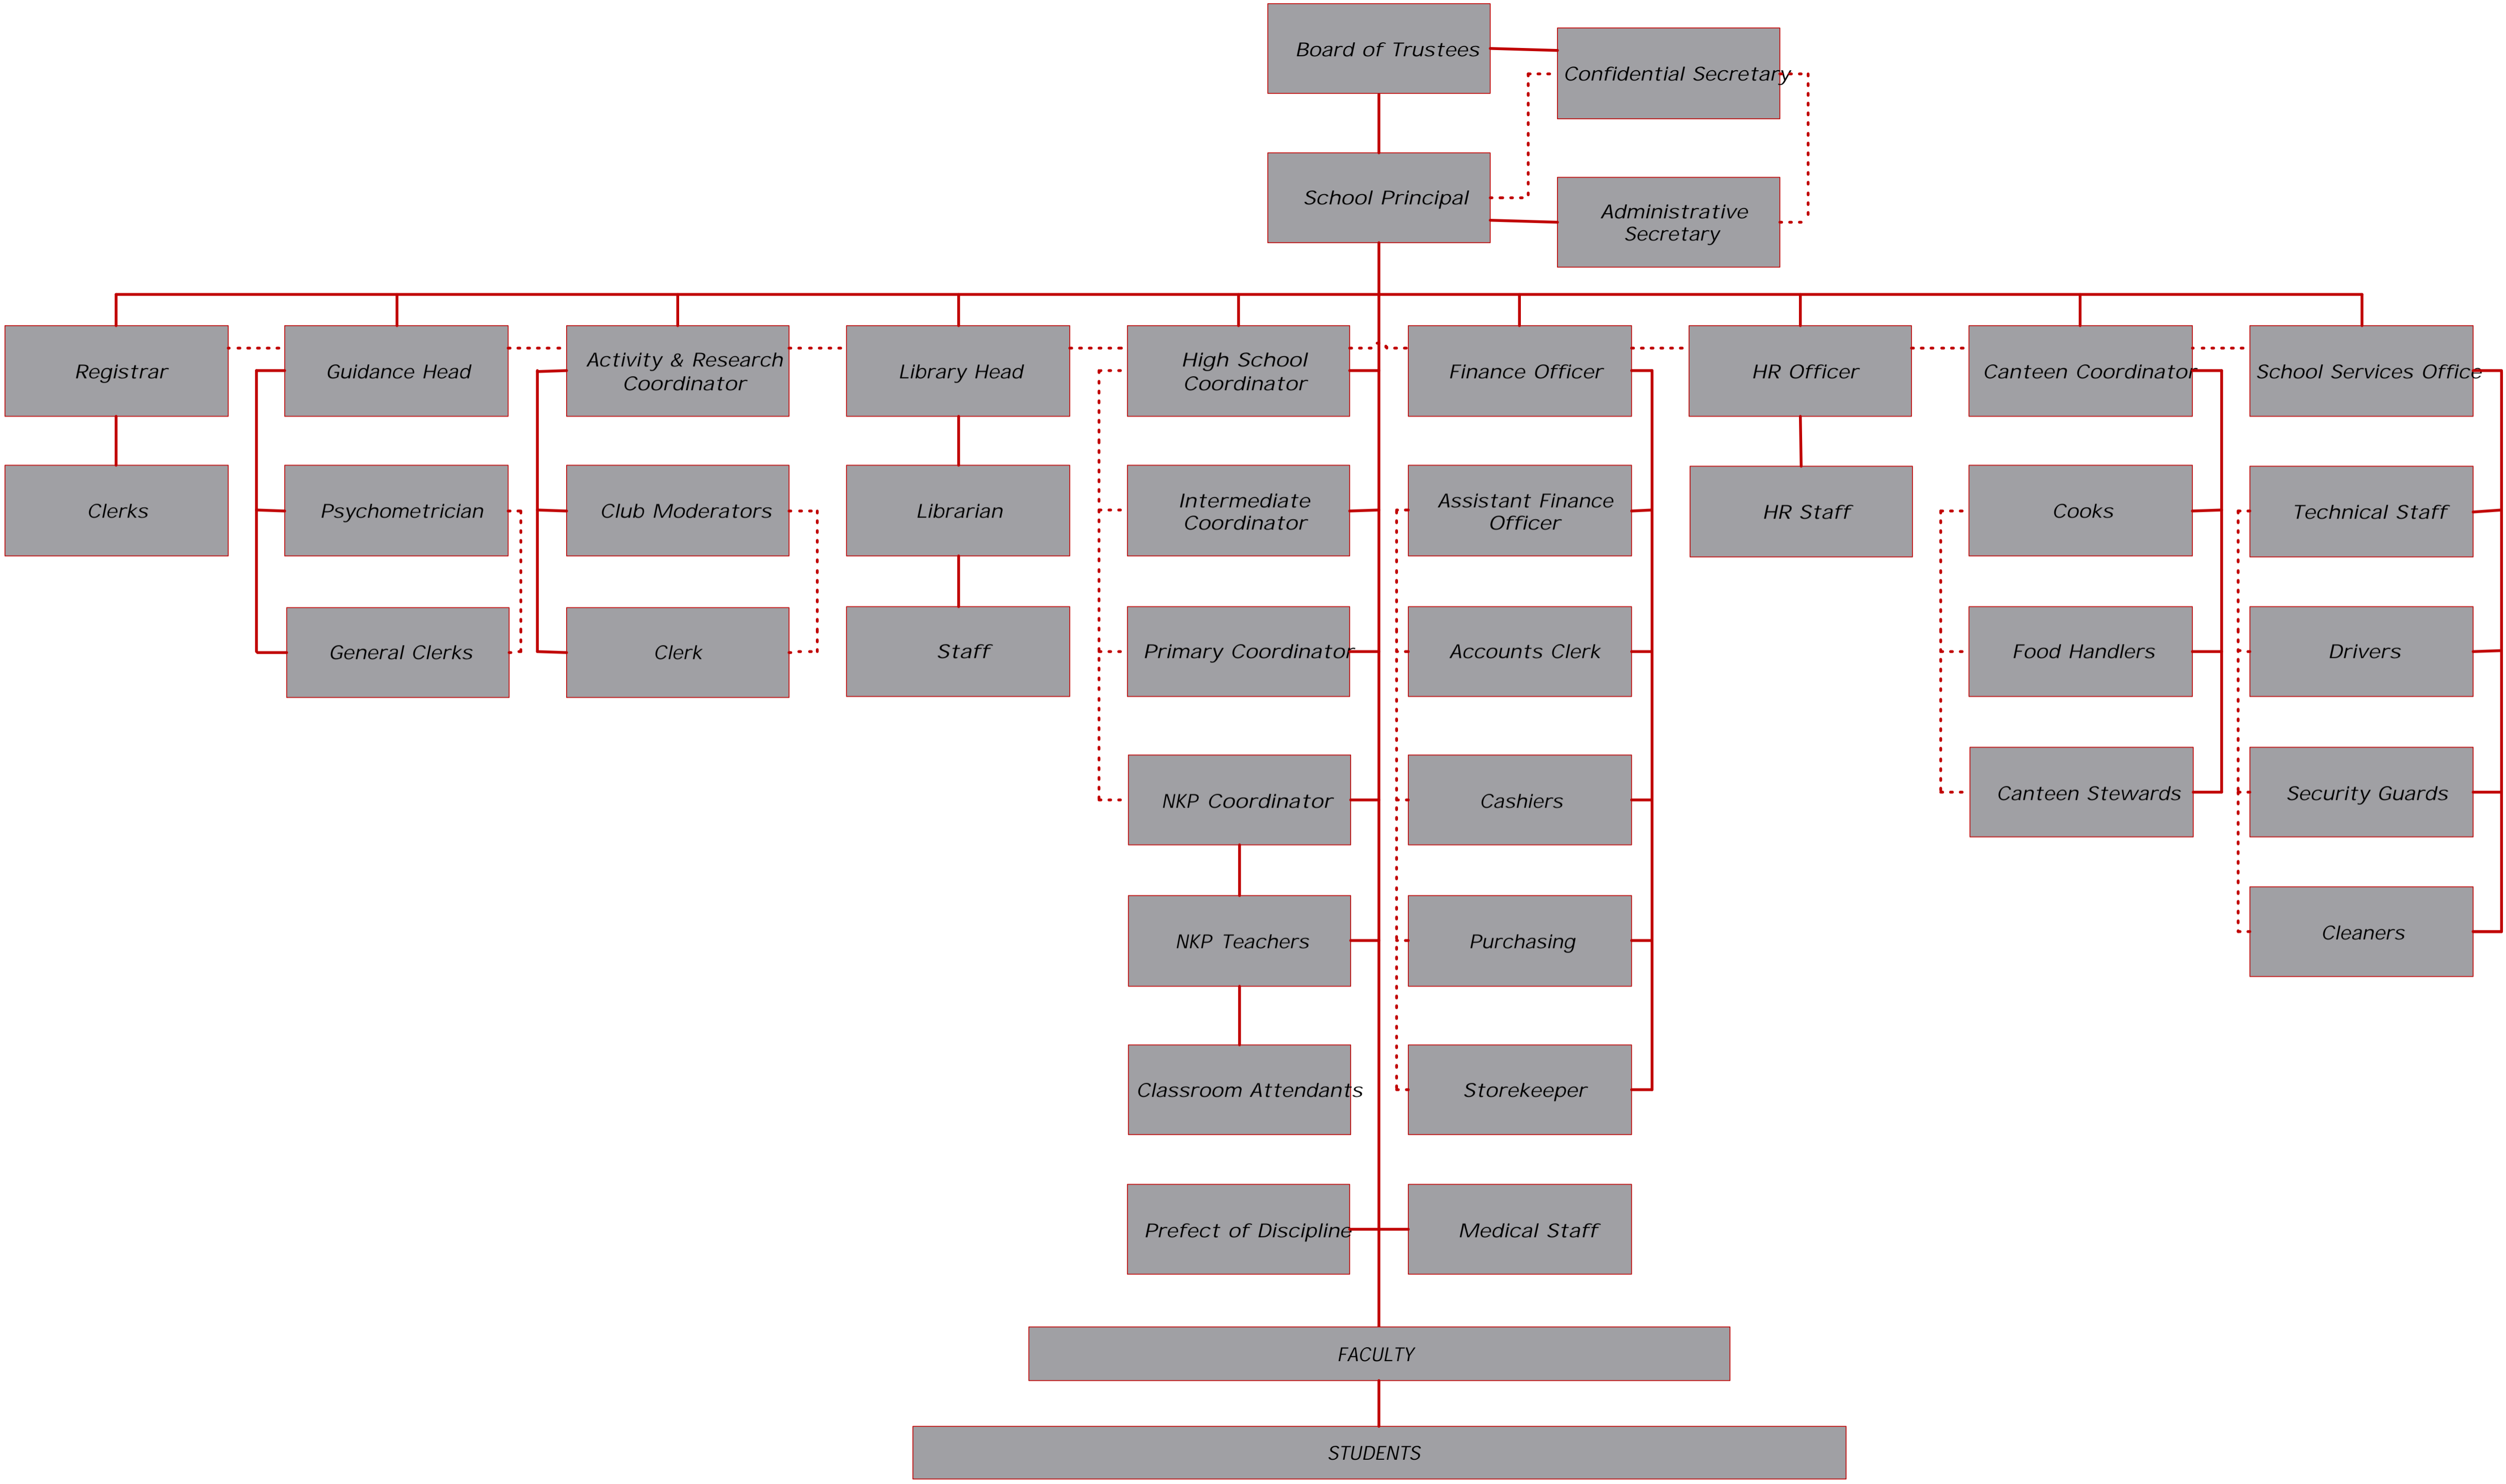 Board of Trustees
Confidential Secretary
School Principal
Administrative
Secretary
Registrar
Guidance Head
Activity & Research
Coordinator
Library Head
High School
Coordinator
Finance Officer
HR Officer
Canteen Coordinator
School Services Office
Clerks
Psychometrician
Club Moderators
Librarian
Intermediate
Coordinator
Assistant Finance
Officer
HR Staff
Cooks
Technical Staff
General Clerks
Clerk
Staff
Primary Coordinator
Accounts Clerk
Food Handlers
Drivers
NKP Coordinator
Cashiers
Canteen Stewards
Security Guards
NKP Teachers
Purchasing
Cleaners
Classroom Attendants
Storekeeper
Prefect of Discipline
Medical Staff
FACULTY
STUDENTS